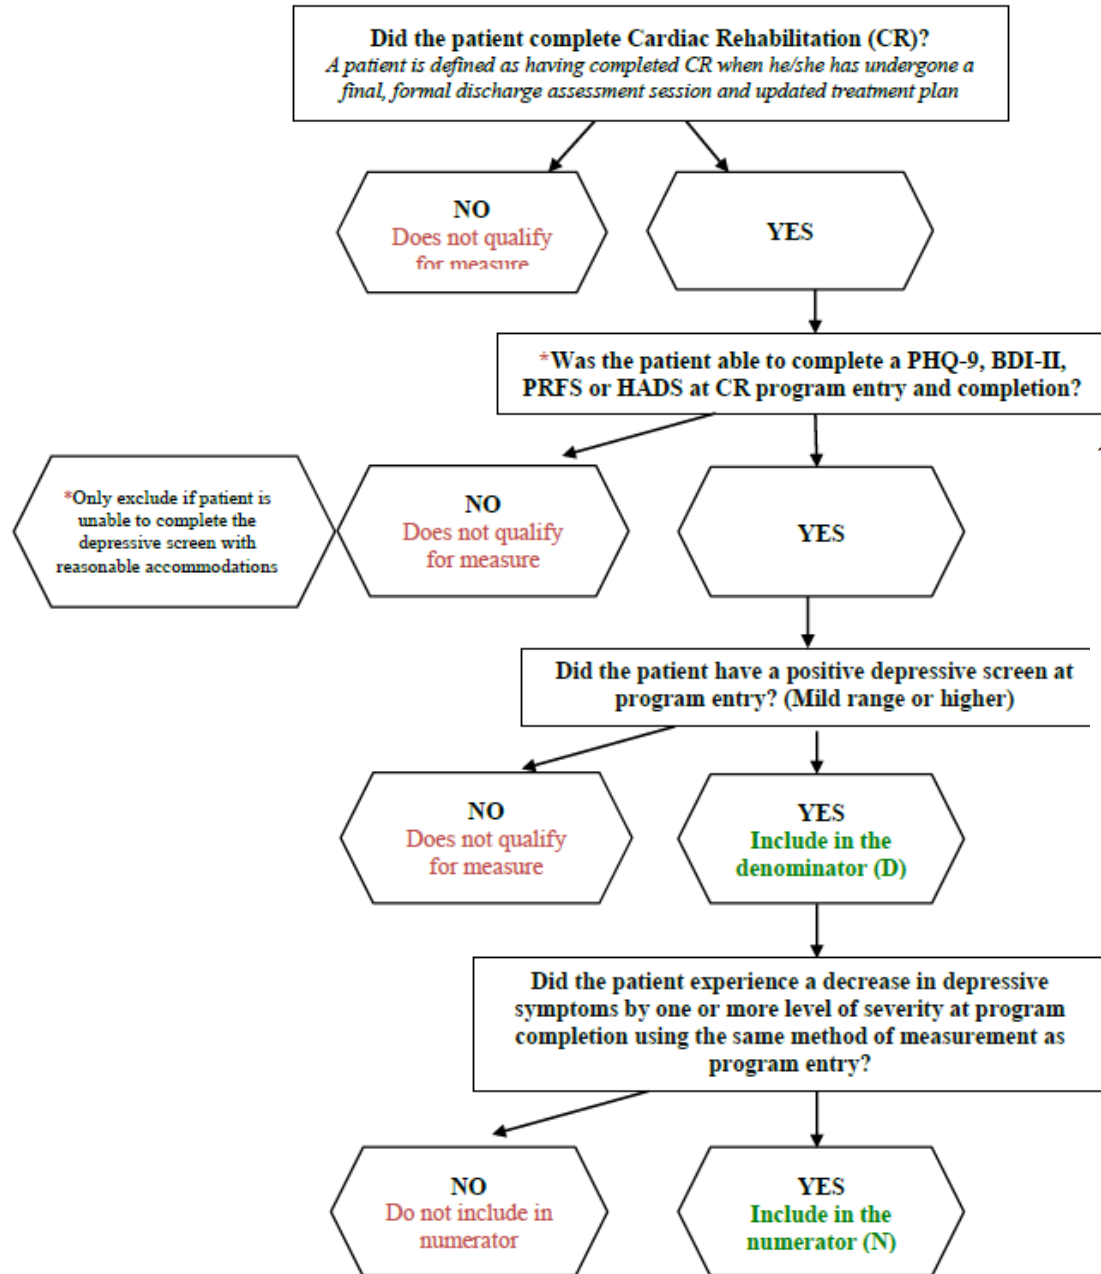 Did the patient complete Cardiac Rehabilitation (CR)?
A patient is defined as having completed CR when he/she has undergone a
final, formal discharge assessment session and updated treatment plan
NO
Does not qualify
for measure
YES
*Was the patient able to complete a PHQ-9, BDI-II,
PRFS or HADS at CR program entry and completion?
*Only exclude if patient is
unable to complete the
depressive screen with
reasonable accommodations
NO
Does not qualify
for measure
YES
Did the patient have a positive depressive screen at
program entry? (Mild range or higher)
NO
Does not qualify
for measure
YES
Include in the
denominator (D)
Did the patient experience a decrease in depressive
symptoms by one or more level of severity at program
completion using the same method of measurement as
program entry?
NO
Do not include in
numerator
YES
Include in the
numerator (N)